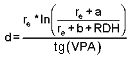 d = r_e * ln( (r_e + a) / (r_e + b + RDH) ) / tg(VPA)